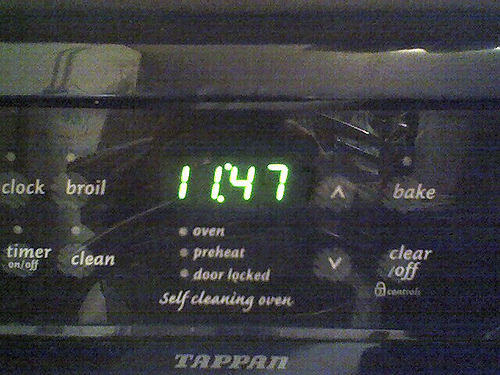 11:47
clock broil
bake
timer
on/off
clean
oven
preheat
door locked
Self cleaning oven
clear
/off
controls
TAPPAN